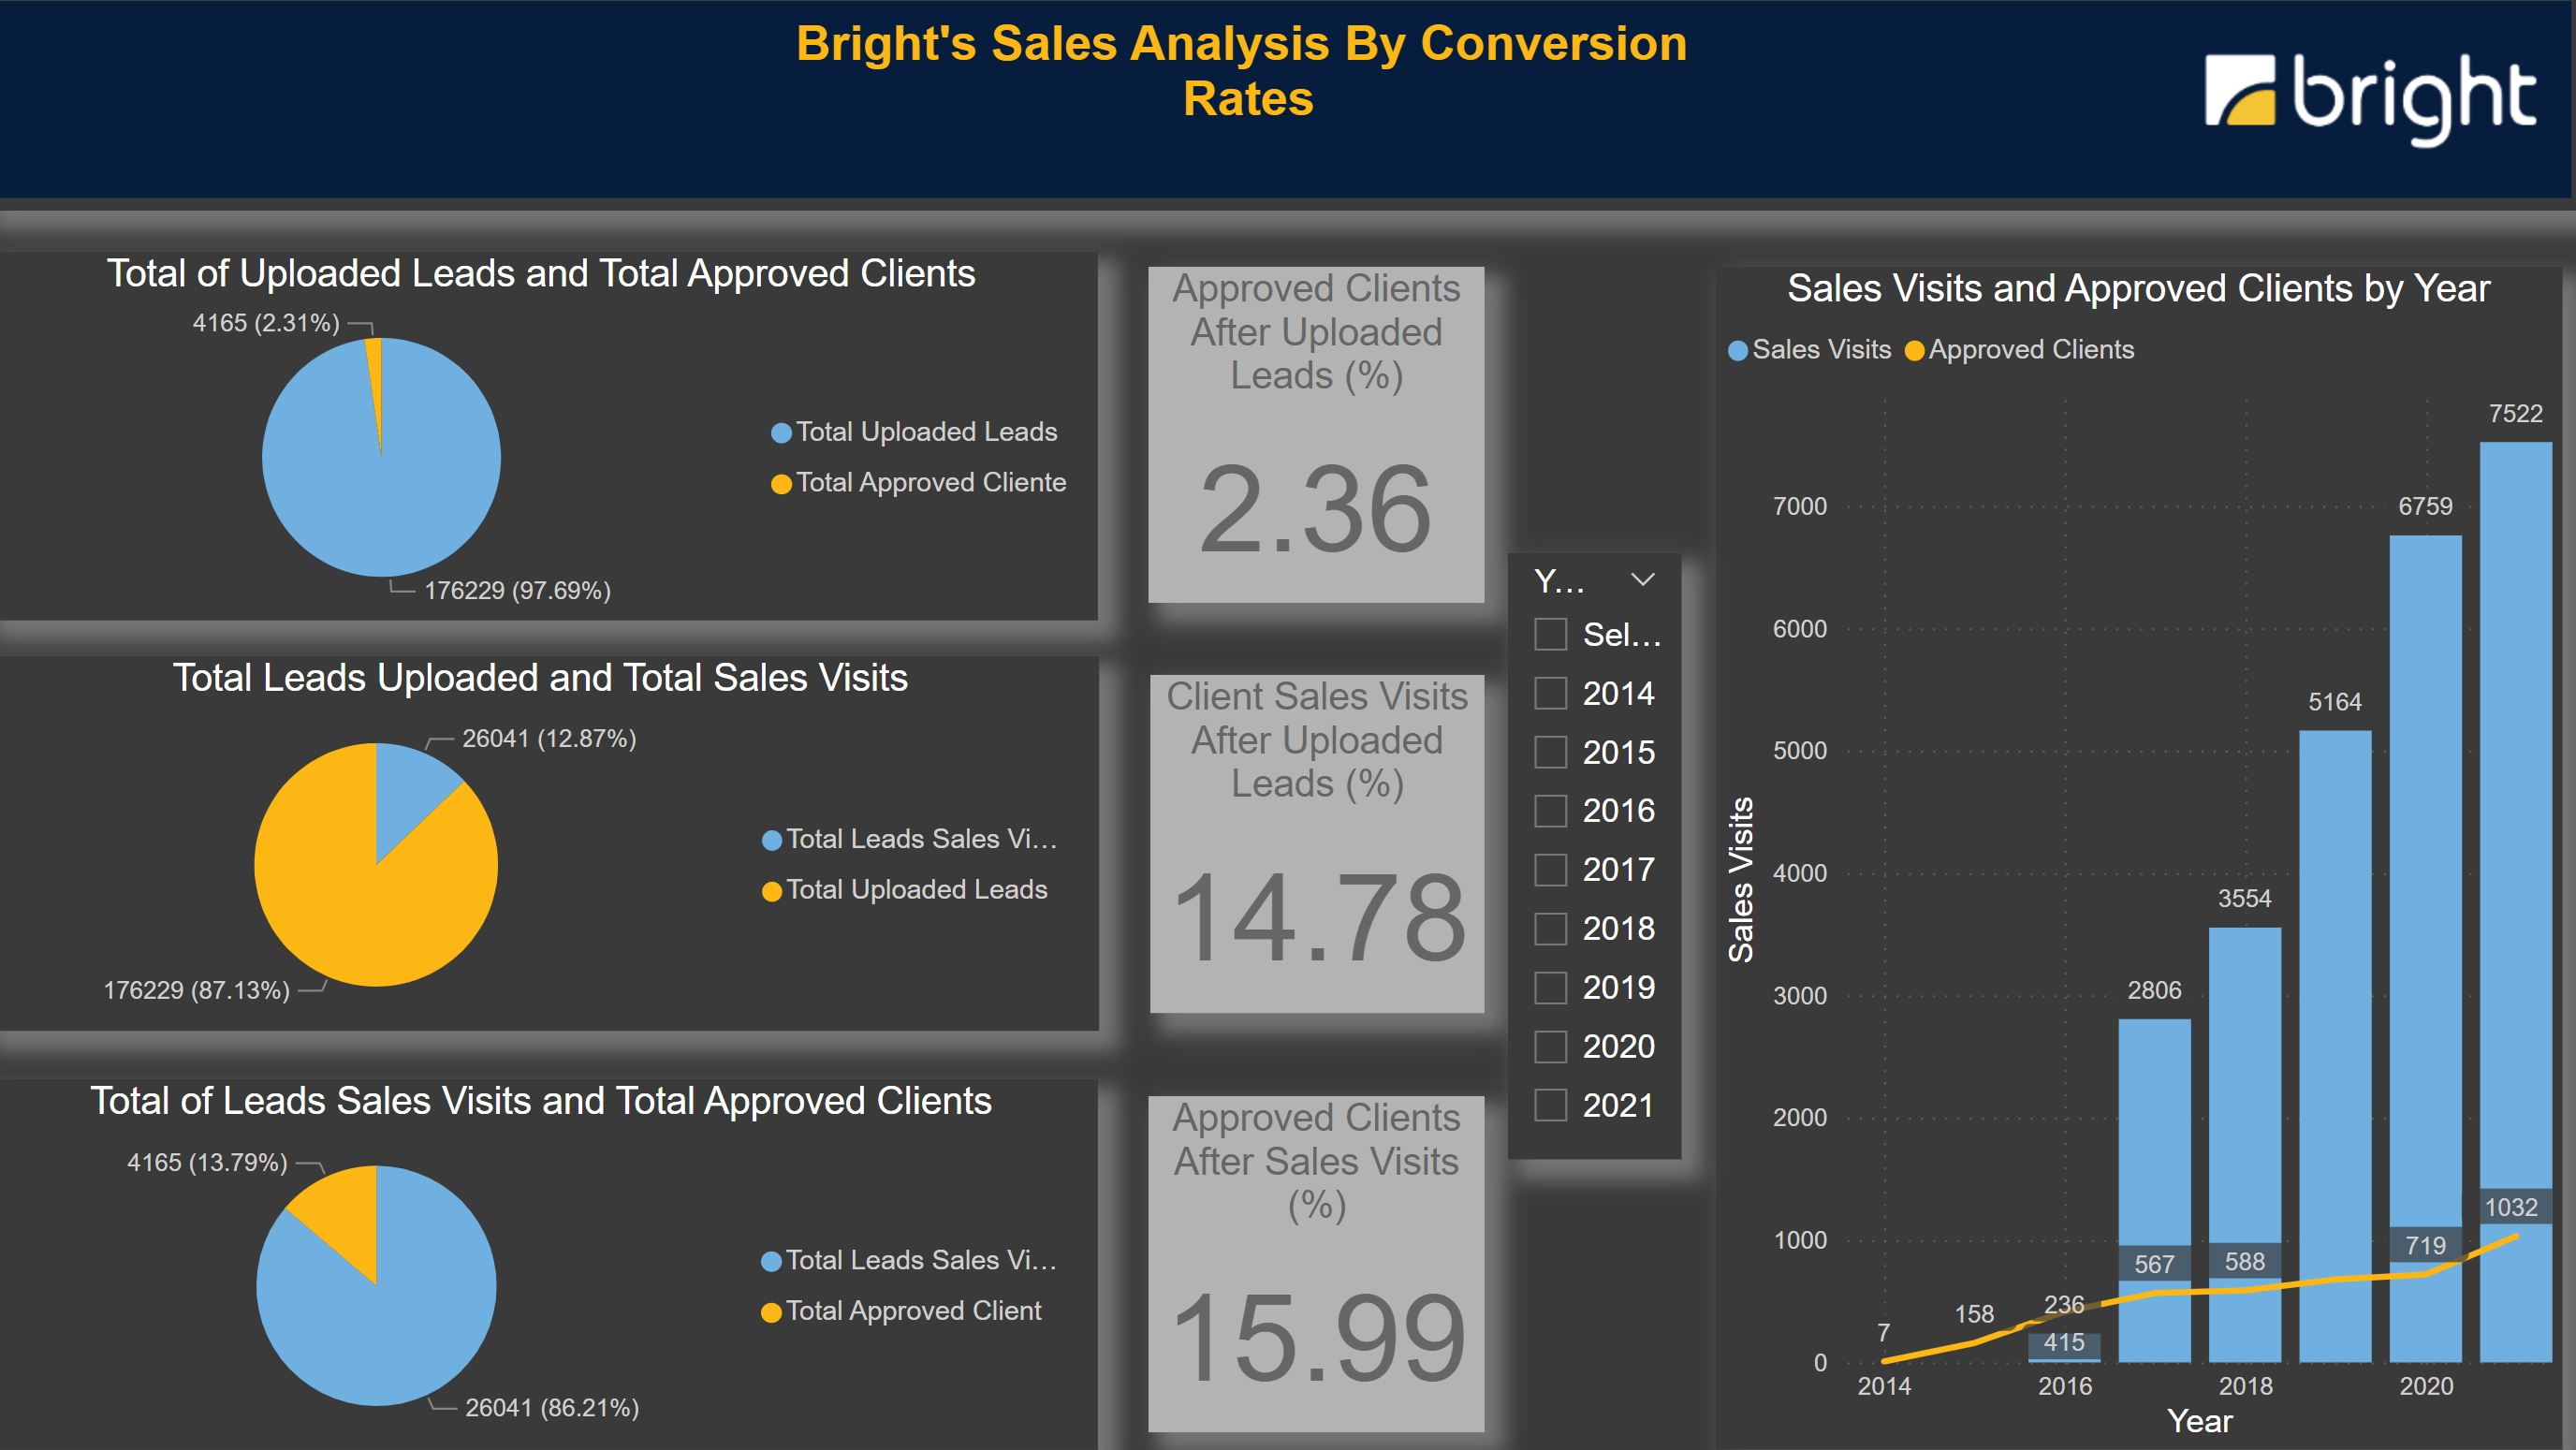 Bright's Sales Analysis By Conversion
Rates
bright
Total of Uploaded Leads and Total Approved Clients
4165 (2.31%)
176229 (97.69%)
Total Uploaded Leads
Total Approved Cliente
Approved Clients
After Uploaded
Leads (%)
2.36
Total Leads Uploaded and Total Sales Visits
26041 (12.87%)
176229 (87.13%)
Total Leads Sales Vi...
Total Uploaded Leads
Client Sales Visits
After Uploaded
Leads (%)
14.78
Total of Leads Sales Visits and Total Approved Clients
4165 (13.79%)
26041 (86.21%)
Total Leads Sales Vi...
Total Approved Client
Approved Clients
After Sales Visits
(%)
15.99
Y...
Sel...
2014
2015
2016
2017
2018
2019
2020
2021
Sales Visits and Approved Clients by Year
Sales Visits
Approved Clients
Sales Visits
7000
6000
5000
4000
3000
2000
1000
0
7522
6759
5164
3554
2806
1032
719
588
567
236
415
158
7
2014
2016
2018
2020
Year